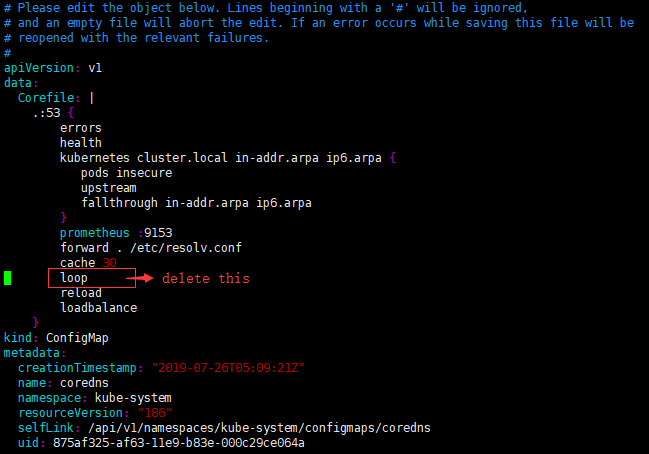 # Please edit the object below. Lines beginning with a '#' will be ignored,
# and an empty file will abort the edit. If an error occurs while saving this file will be
# reopened with the relevant failures.
#
apiVersion: v1
data:
  Corefile: |
    .:53 {
        errors
        health
        kubernetes cluster.local in-addr.arpa ip6.arpa {
           pods insecure
           upstream
           fallthrough in-addr.arpa ip6.arpa
        }
        prometheus :9153
        forward . /etc/resolv.conf
        cache 30
        loop delete this
        reload
        loadbalance
    }
kind: ConfigMap
metadata:
  creationTimestamp: "2019-07-26T05:09:21Z"
  name: coredns
  namespace: kube-system
  resourceVersion: "186"
  selfLink: /api/v1/namespaces/kube-system/configmaps/coredns
  uid: 875af325-af63-11e9-b83e-000c29ce064a